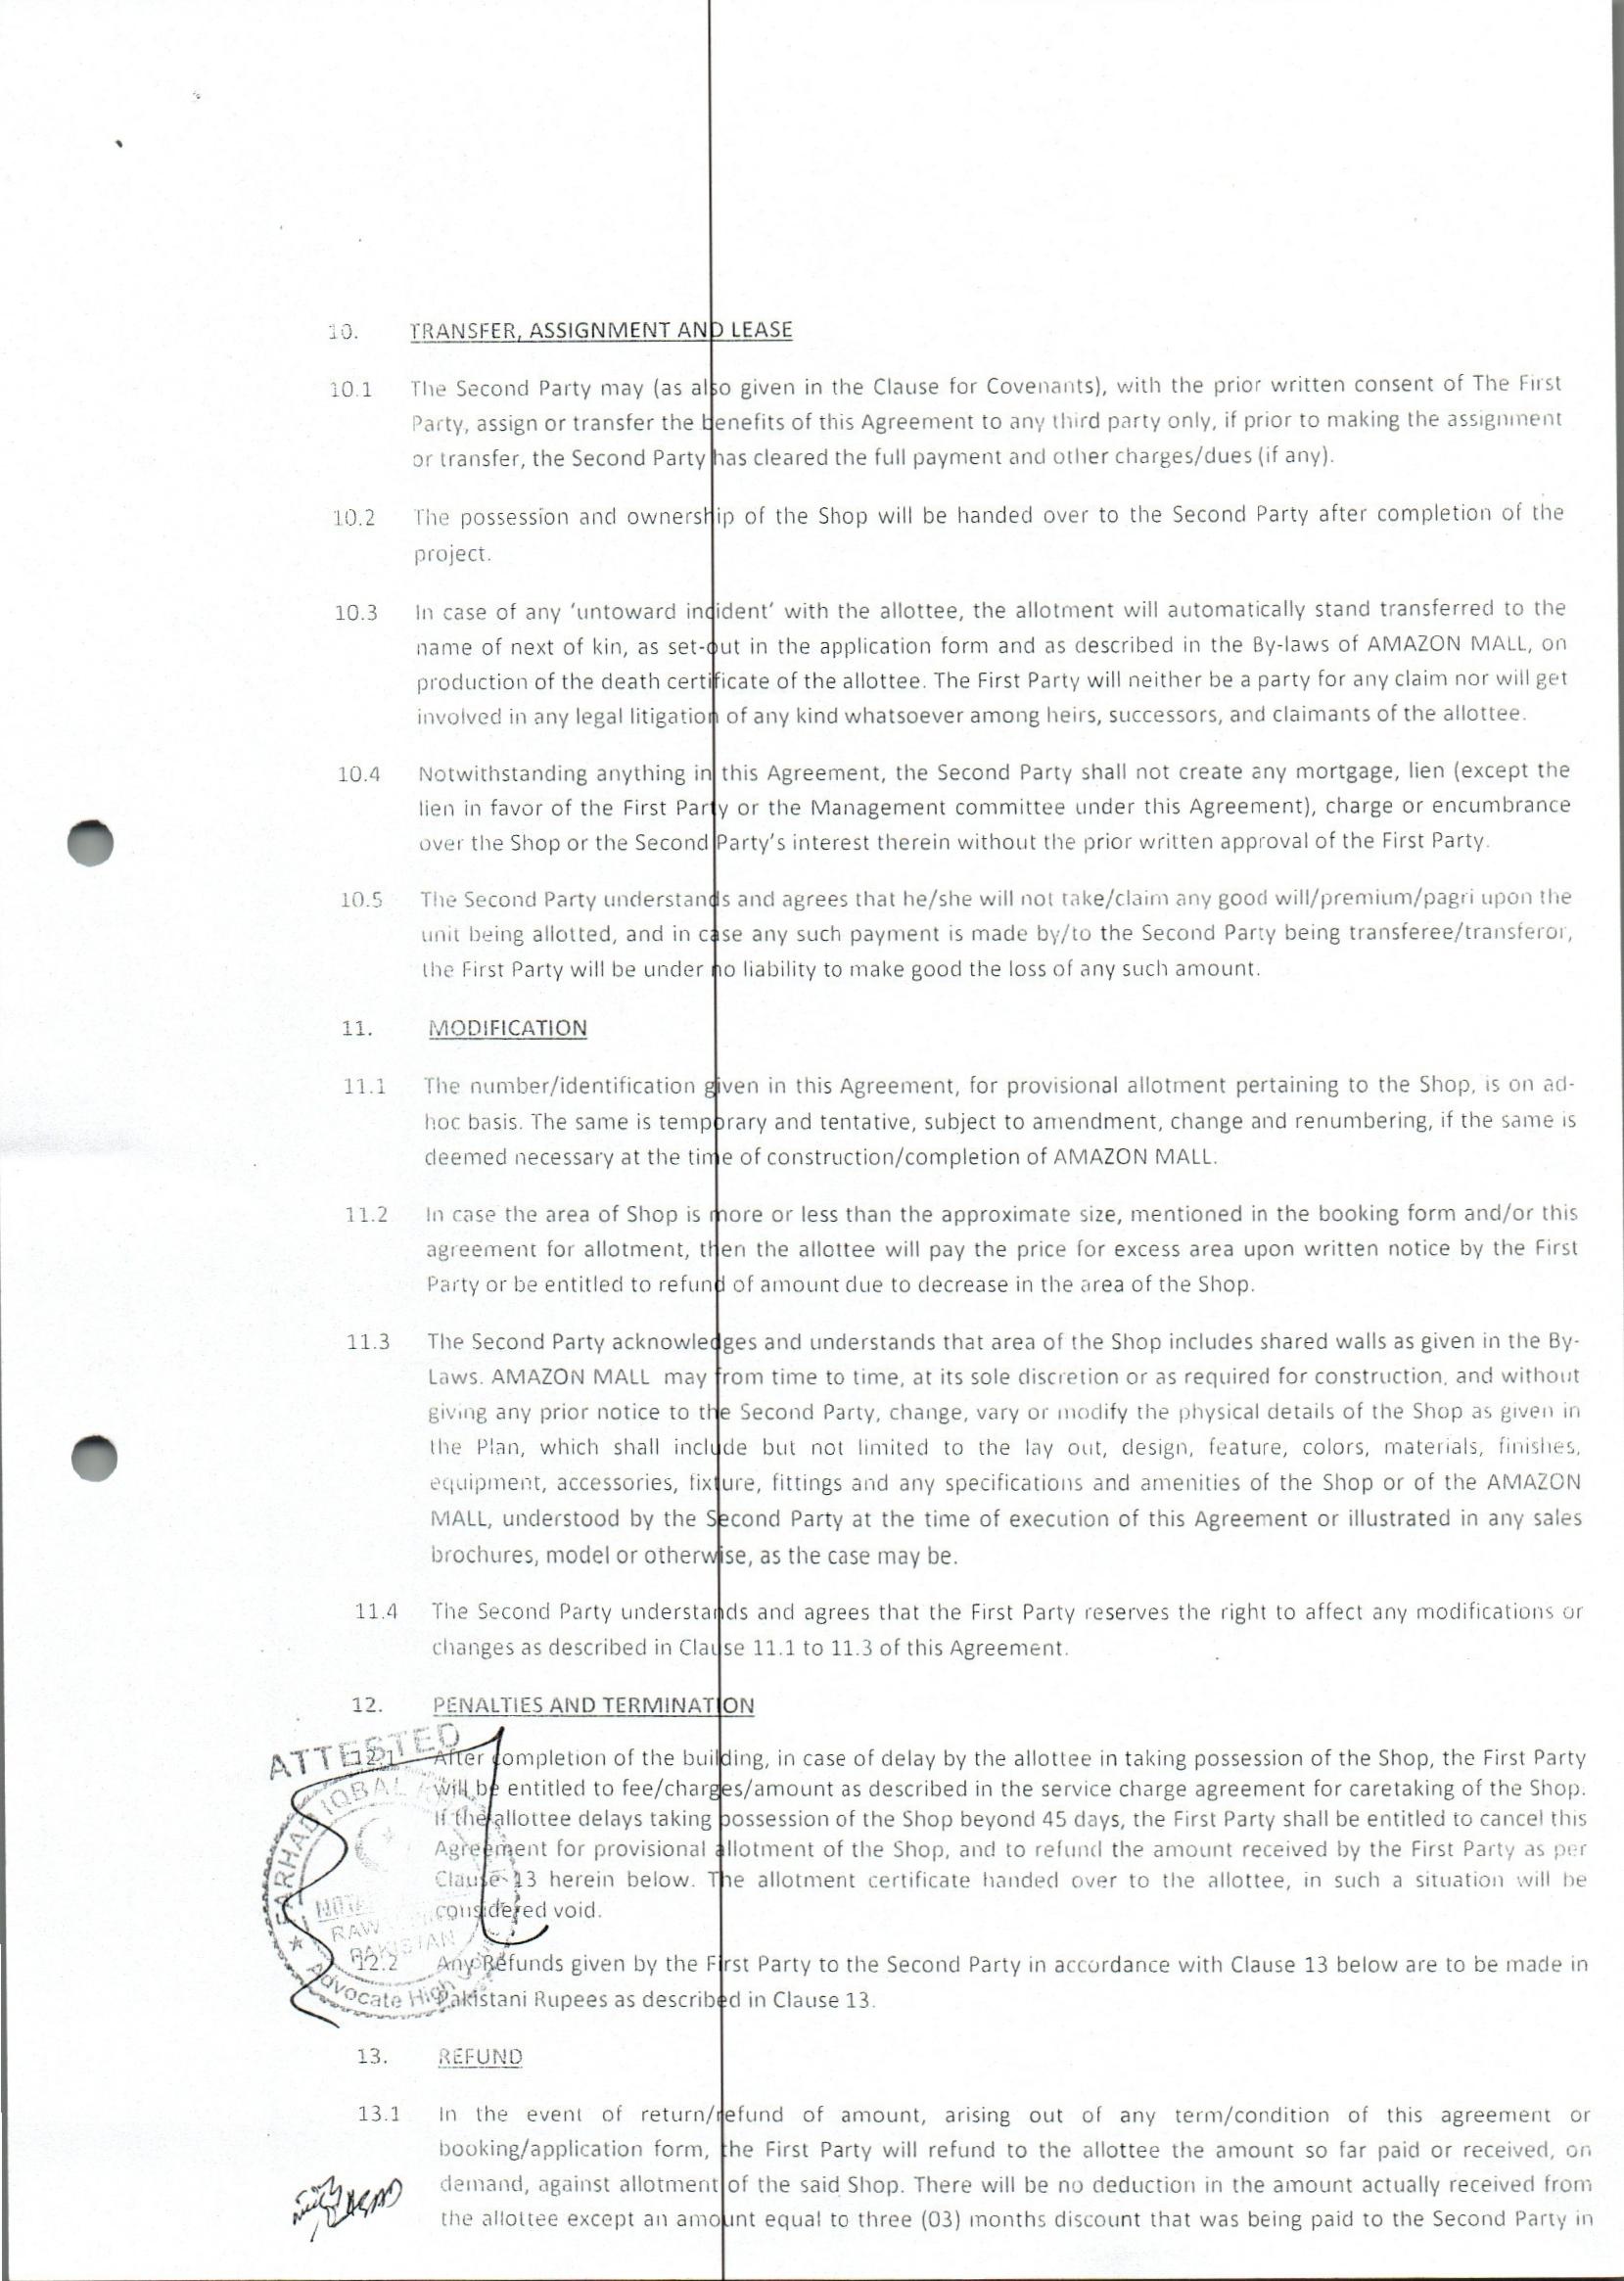 10. TRANSFER, ASSIGNMENT AND LEASE
10.1 The Second Party may (as also given in the Clause for Covenants), with the prior written consent of The First
Party, assign or transfer the benefits of this Agreement to any third party only, if prior to making the assignment
or transfer, the Second Party has cleared the full payment and other charges/dues (if any).
10.2 The possession and ownership of the Shop will be handed over to the Second Party after completion of the
project.
10.3 In case of any ‘untoward incident’ with the allottee, the allotment will automatically stand transferred to the
name of next of kin, as set-out in the application form and as described in the By-laws of AMAZON MALL, on
production of the death certificate of the allottee. The First Party will neither be a party for any claim nor will get
involved in any legal litigation of any kind whatsoever among heirs, successors, and claimants of the allottee.
10.4 Notwithstanding anything in this Agreement, the Second Party shall not create any mortgage, lien (except the
lien in favor of the First Party or the Management committee under this Agreement), charge or encumbrance
over the Shop or the Second Party’s interest therein without the prior written approval of the First Party.
10.5 The Second Party understands and agrees that he/she will not take/claim any good will/premium/pagri upon the
unit being allotted, and in case any such payment is made by/to the Second Party being transferee/transferor,
the First Party will be under no liability to make good the loss of any such amount.
11. MODIFICATION
11.1 The number/identification given in this Agreement, for provisional allotment pertaining to the Shop, is on ad-
hoc basis. The same is temporary and tentative, subject to amendment, change and renumbering, if the same is
deemed necessary at the time of construction/completion of AMAZON MALL.
11.2 In case the area of Shop is more or less than the approximate size, mentioned in the booking form and/or this
agreement for allotment, then the allottee will pay the price for excess area upon written notice by the First
Party or be entitled to refund of amount due to decrease in the area of the Shop.
11.3 The Second Party acknowledges and understands that area of the Shop includes shared walls as given in the By-
Laws. AMAZON MALL may from time to time, at its sole discretion or as required for construction, and without
giving any prior notice to the Second Party, change, vary or modify the physical details of the Shop as given in
the Plan, which shall include but not limited to the lay out, design, feature, colors, materials, finishes,
equipment, accessories, fixture, fittings and any specifications and amenities of the Shop or of the AMAZON
MALL, understood by the Second Party at the time of execution of this Agreement or illustrated in any sales
brochures, model or otherwise, as the case may be.
11.4 The Second Party understands and agrees that the First Party reserves the right to affect any modifications or
changes as described in Clause 11.1 to 11.3 of this Agreement.
12. PENALTIES AND TERMINATION
ATTESTED
12.1 After completion of the building, in case of delay by the allottee in taking possession of the Shop, the First Party
will be entitled to fee/charges/amount as described in the service charge agreement for caretaking of the Shop.
If the allottee delays taking possession of the Shop beyond 45 days, the First Party shall be entitled to cancel this
Agreement for provisional allotment of the Shop, and to refund the amount received by the First Party as per
Clause 13 herein below. The allotment certificate handed over to the allottee, in such a situation will be
considered void.
FARHAD IQBAL
PAKISTAN
Advocate High
12.2 Any Refunds given by the First Party to the Second Party in accordance with Clause 13 below are to be made in
Pakistani Rupees as described in Clause 13.
13. REFUND
13.1 In the event of return/refund of amount, arising out of any term/condition of this agreement or
booking/application form, the First Party will refund to the allottee the amount so far paid or received, on
demand, against allotment of the said Shop. There will be no deduction in the amount actually received from
the allottee except an amount equal to three (03) months discount that was being paid to the Second Party in